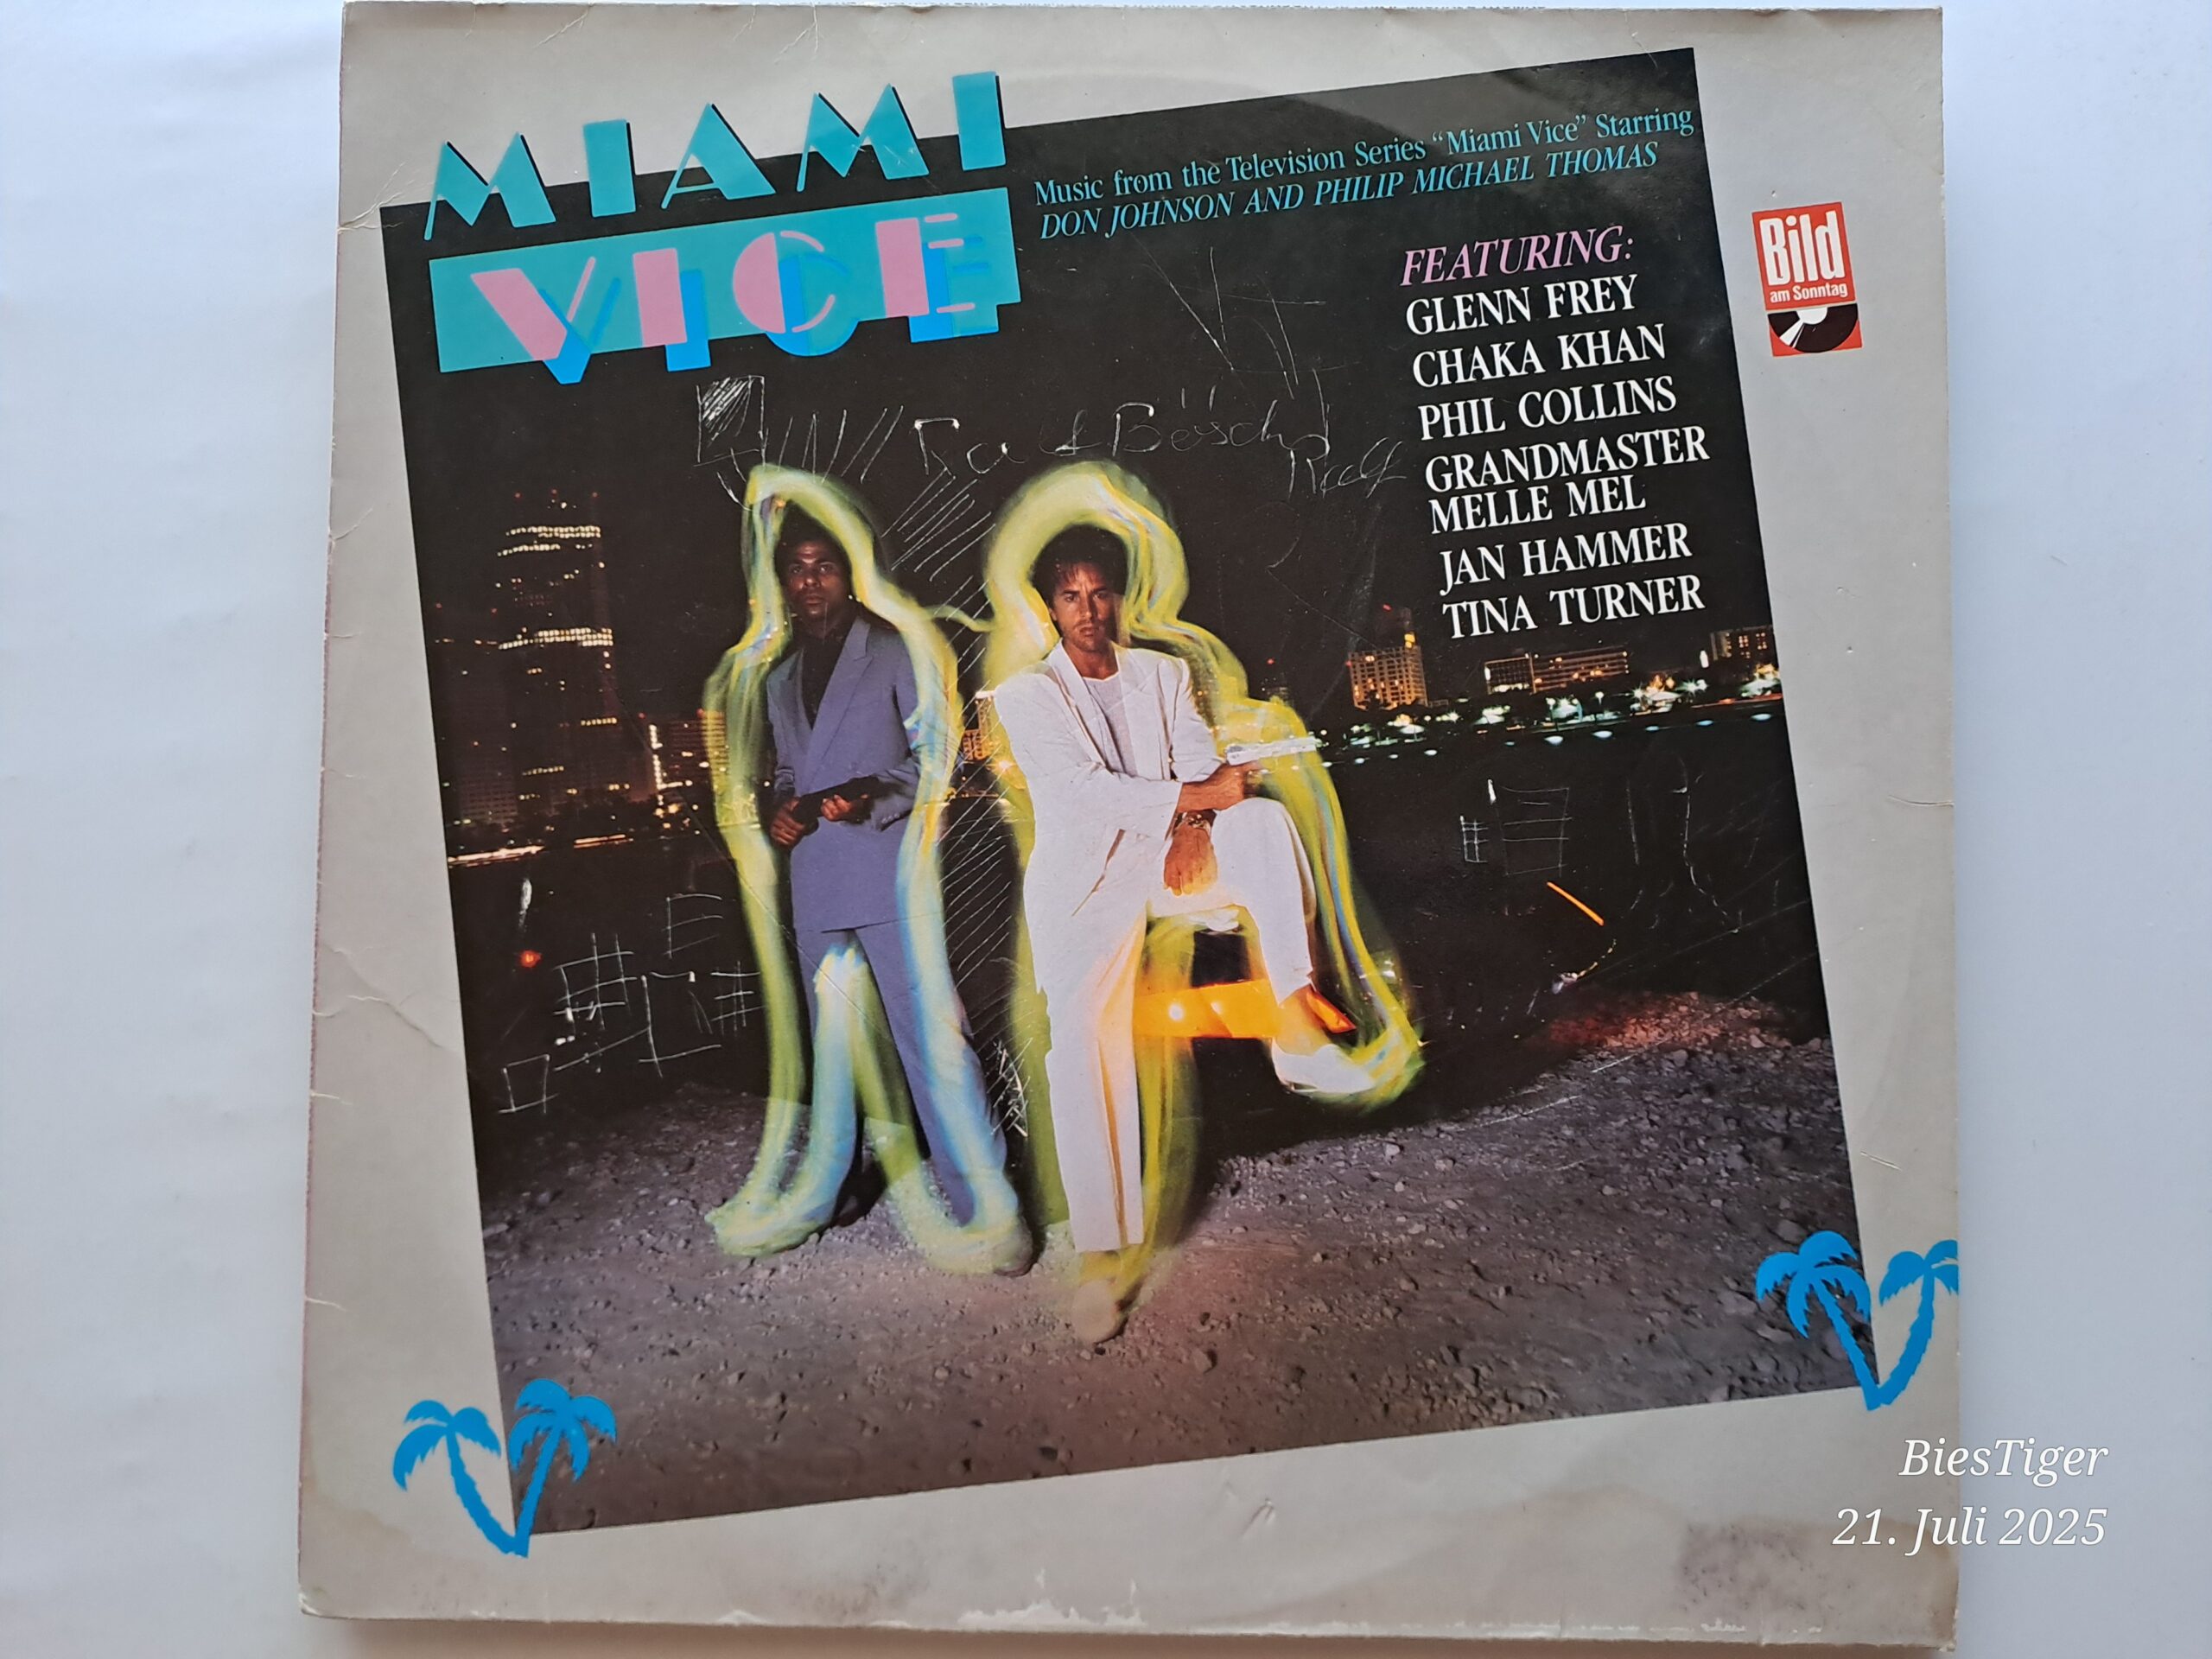 MIAMI
VICE
Music from the Television Series “Miami Vice” Starring
DON JOHNSON AND PHILIP MICHAEL THOMAS
FEATURING:
GLENN FREY
CHAKA KHAN
PHIL COLLINS
GRANDMASTER
MELLE MEL
JAN HAMMER
TINA TURNER
Bild
am Sonntag
Ralf
BiesTiger
21. Juli 2025